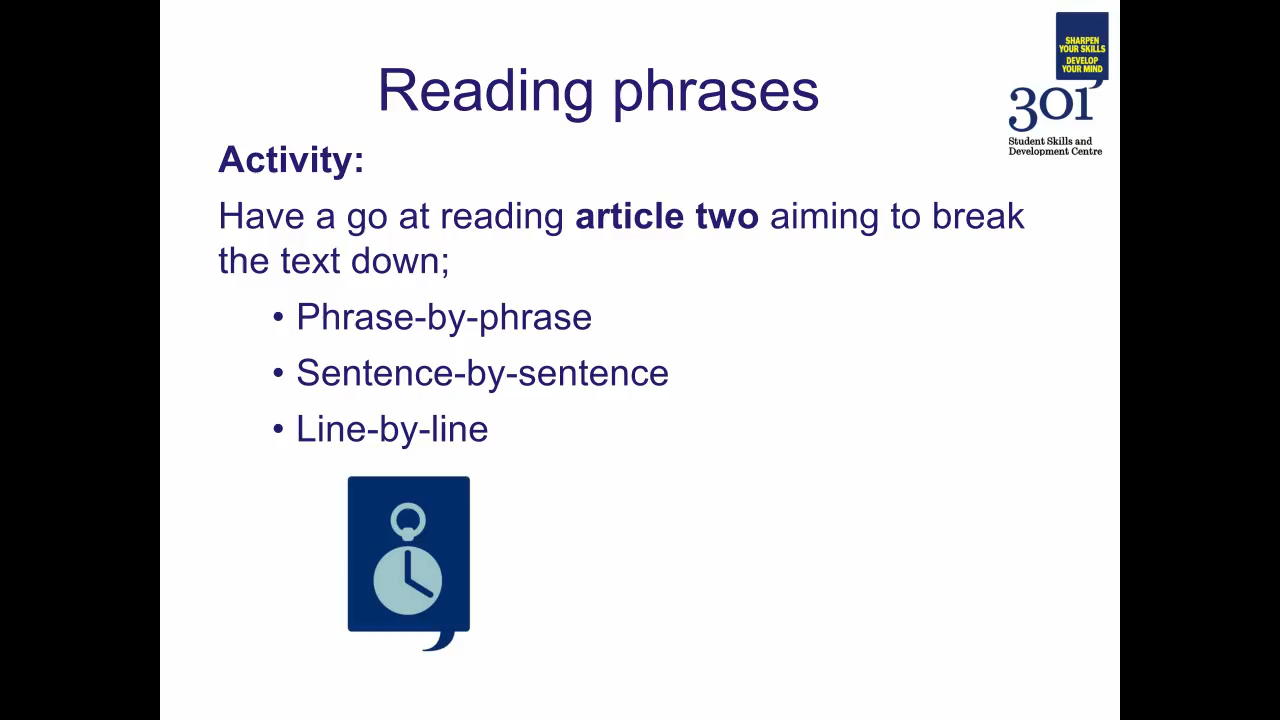 SHARPEN
YOUR SKILLS
DEVELOP
YOUR MIND
301
Student Skills and
Development Centre
Reading phrases
Activity:
Have a go at reading article two aiming to break
the text down;
• Phrase-by-phrase
• Sentence-by-sentence
• Line-by-line